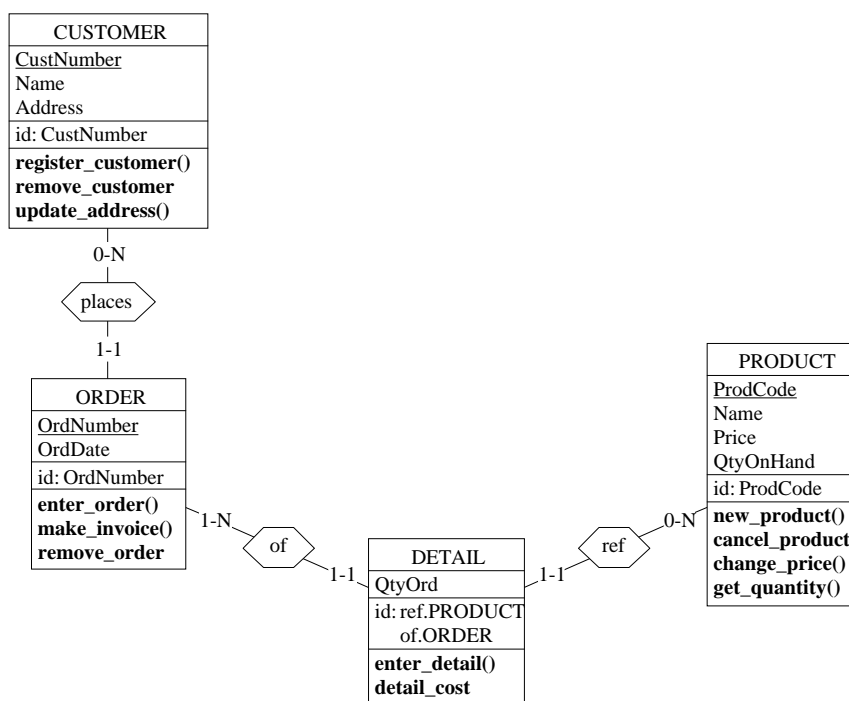 CUSTOMER
CustNumber
Name
Address
id: CustNumber
register_customer()
remove_customer
update_address()
0-N
places
1-1
ORDER
OrdNumber
OrdDate
id: OrdNumber
enter_order()
make_invoice()
remove_order
1-N
of
1-1
DETAIL
QtyOrd
id: ref.PRODUCT
of.ORDER
enter_detail()
detail_cost
1-1
ref
0-N
PRODUCT
ProdCode
Name
Price
QtyOnHand
id: ProdCode
new_product()
cancel_product
change_price()
get_quantity()